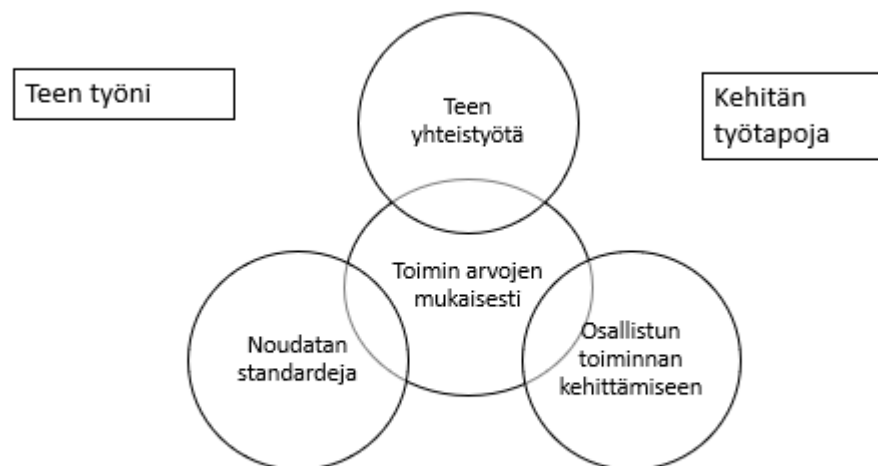 Teen työni
Teen
yhteistyötä
Kehitän
työtapoja
Toimin arvojen
mukaisesti
Noudatan
standardeja
Osallistun
toiminnan
kehittämiseen